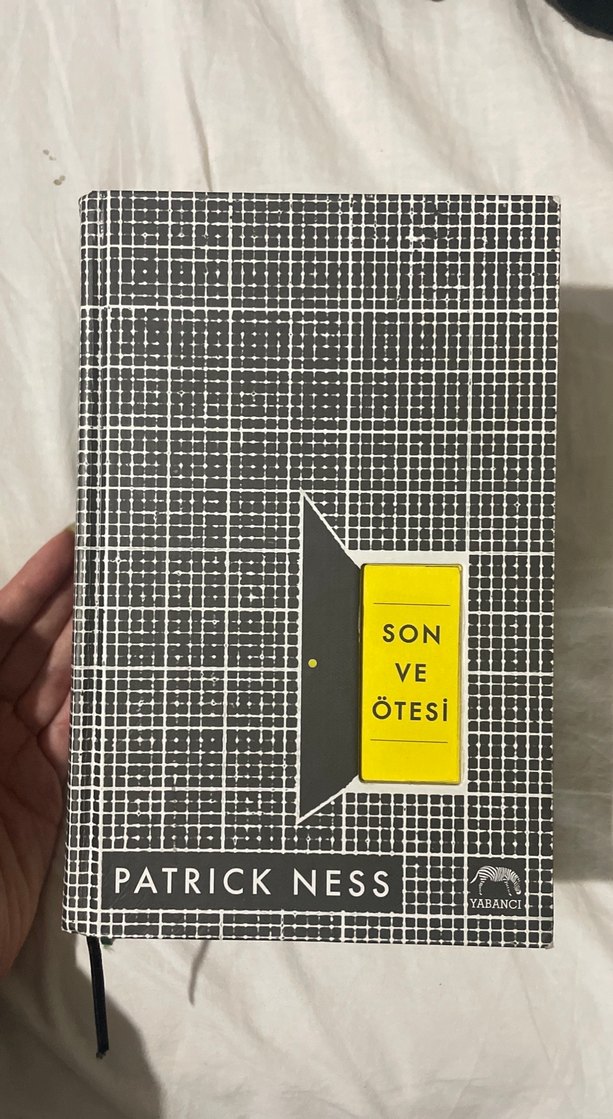 SON
VE
ÖTESİ
PATRICK NESS
YABANCI